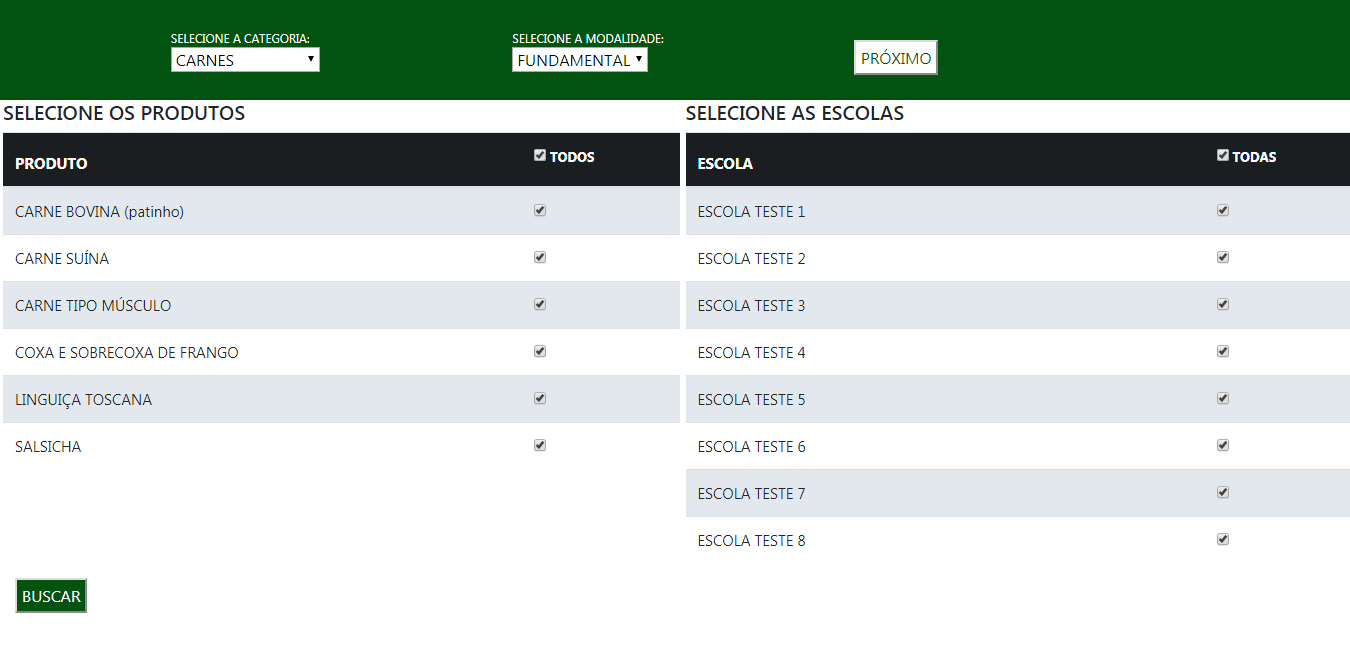 SELECIONE A CATEGORIA:
CARNES
SELECIONE A MODALIDADE:
FUNDAMENTAL
PRÓXIMO
SELECIONE OS PRODUTOS
PRODUTO TODOS
CARNE BOVINA (patinho)
CARNE SUÍNA
CARNE TIPO MÚSCULO
COXA E SOBRECOXA DE FRANGO
LINGUIÇA TOSCANA
SALSICHA
SELECIONE AS ESCOLAS
ESCOLA TODAS
ESCOLA TESTE 1
ESCOLA TESTE 2
ESCOLA TESTE 3
ESCOLA TESTE 4
ESCOLA TESTE 5
ESCOLA TESTE 6
ESCOLA TESTE 7
ESCOLA TESTE 8
BUSCAR